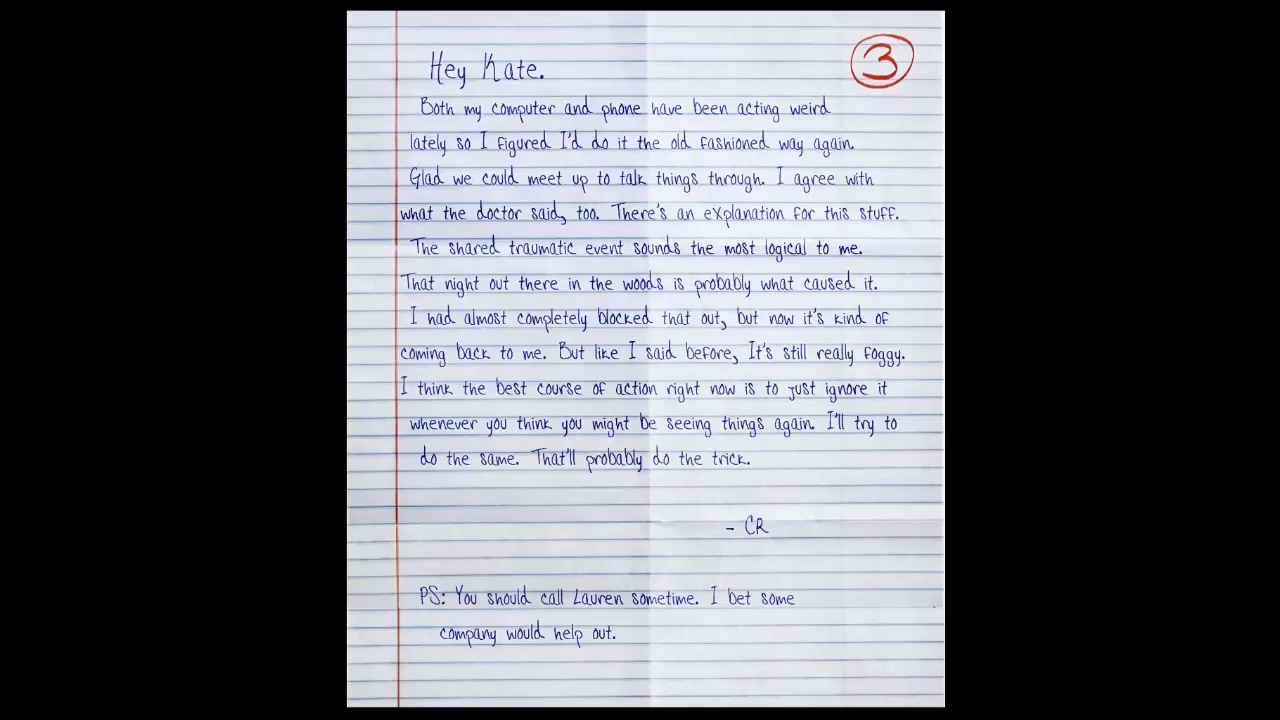 Hey Kate.
3
Both my computer and phone have been acting weird
lately so I figured I'd do it the old fashioned way again.
Glad we could meet up to talk things through. I agree with
what the doctor said, too. There's an explanation for this stuff.
The shared traumatic event sounds the most logical to me.
That night out there in the woods is probably what caused it.
I had almost completely blocked that out, but now it's kind of
coming back to me. But like I said before, It's still really foggy.
I think the best course of action right now is to just ignore it
whenever you think you might be seeing things again. I'll try to
do the same. That'll probably do the trick.
- CR
PS: You should call Lauren sometime. I bet some
company would help out.